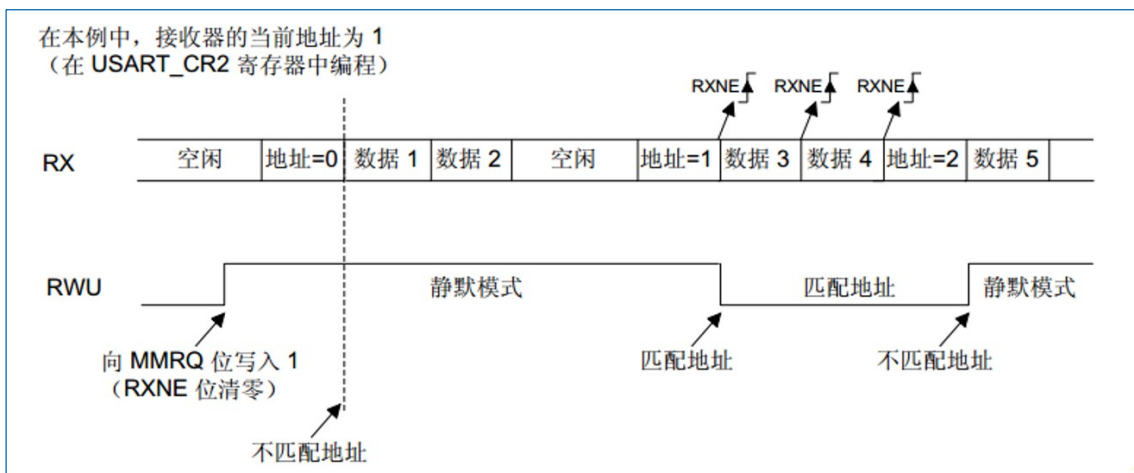 在本例中，接收器的当前地址为 1
（在 USART_CR2 寄存器中编程）
RXNE RXNE RXNE
RX 空闲 地址=0 数据 1 数据 2 空闲 地址=1 数据 3 数据 4 地址=2 数据 5
RWU 静默模式 匹配地址 静默模式
向 MMRQ 位写入 1
（RXNE 位清零）
匹配地址 不匹配地址
不匹配地址